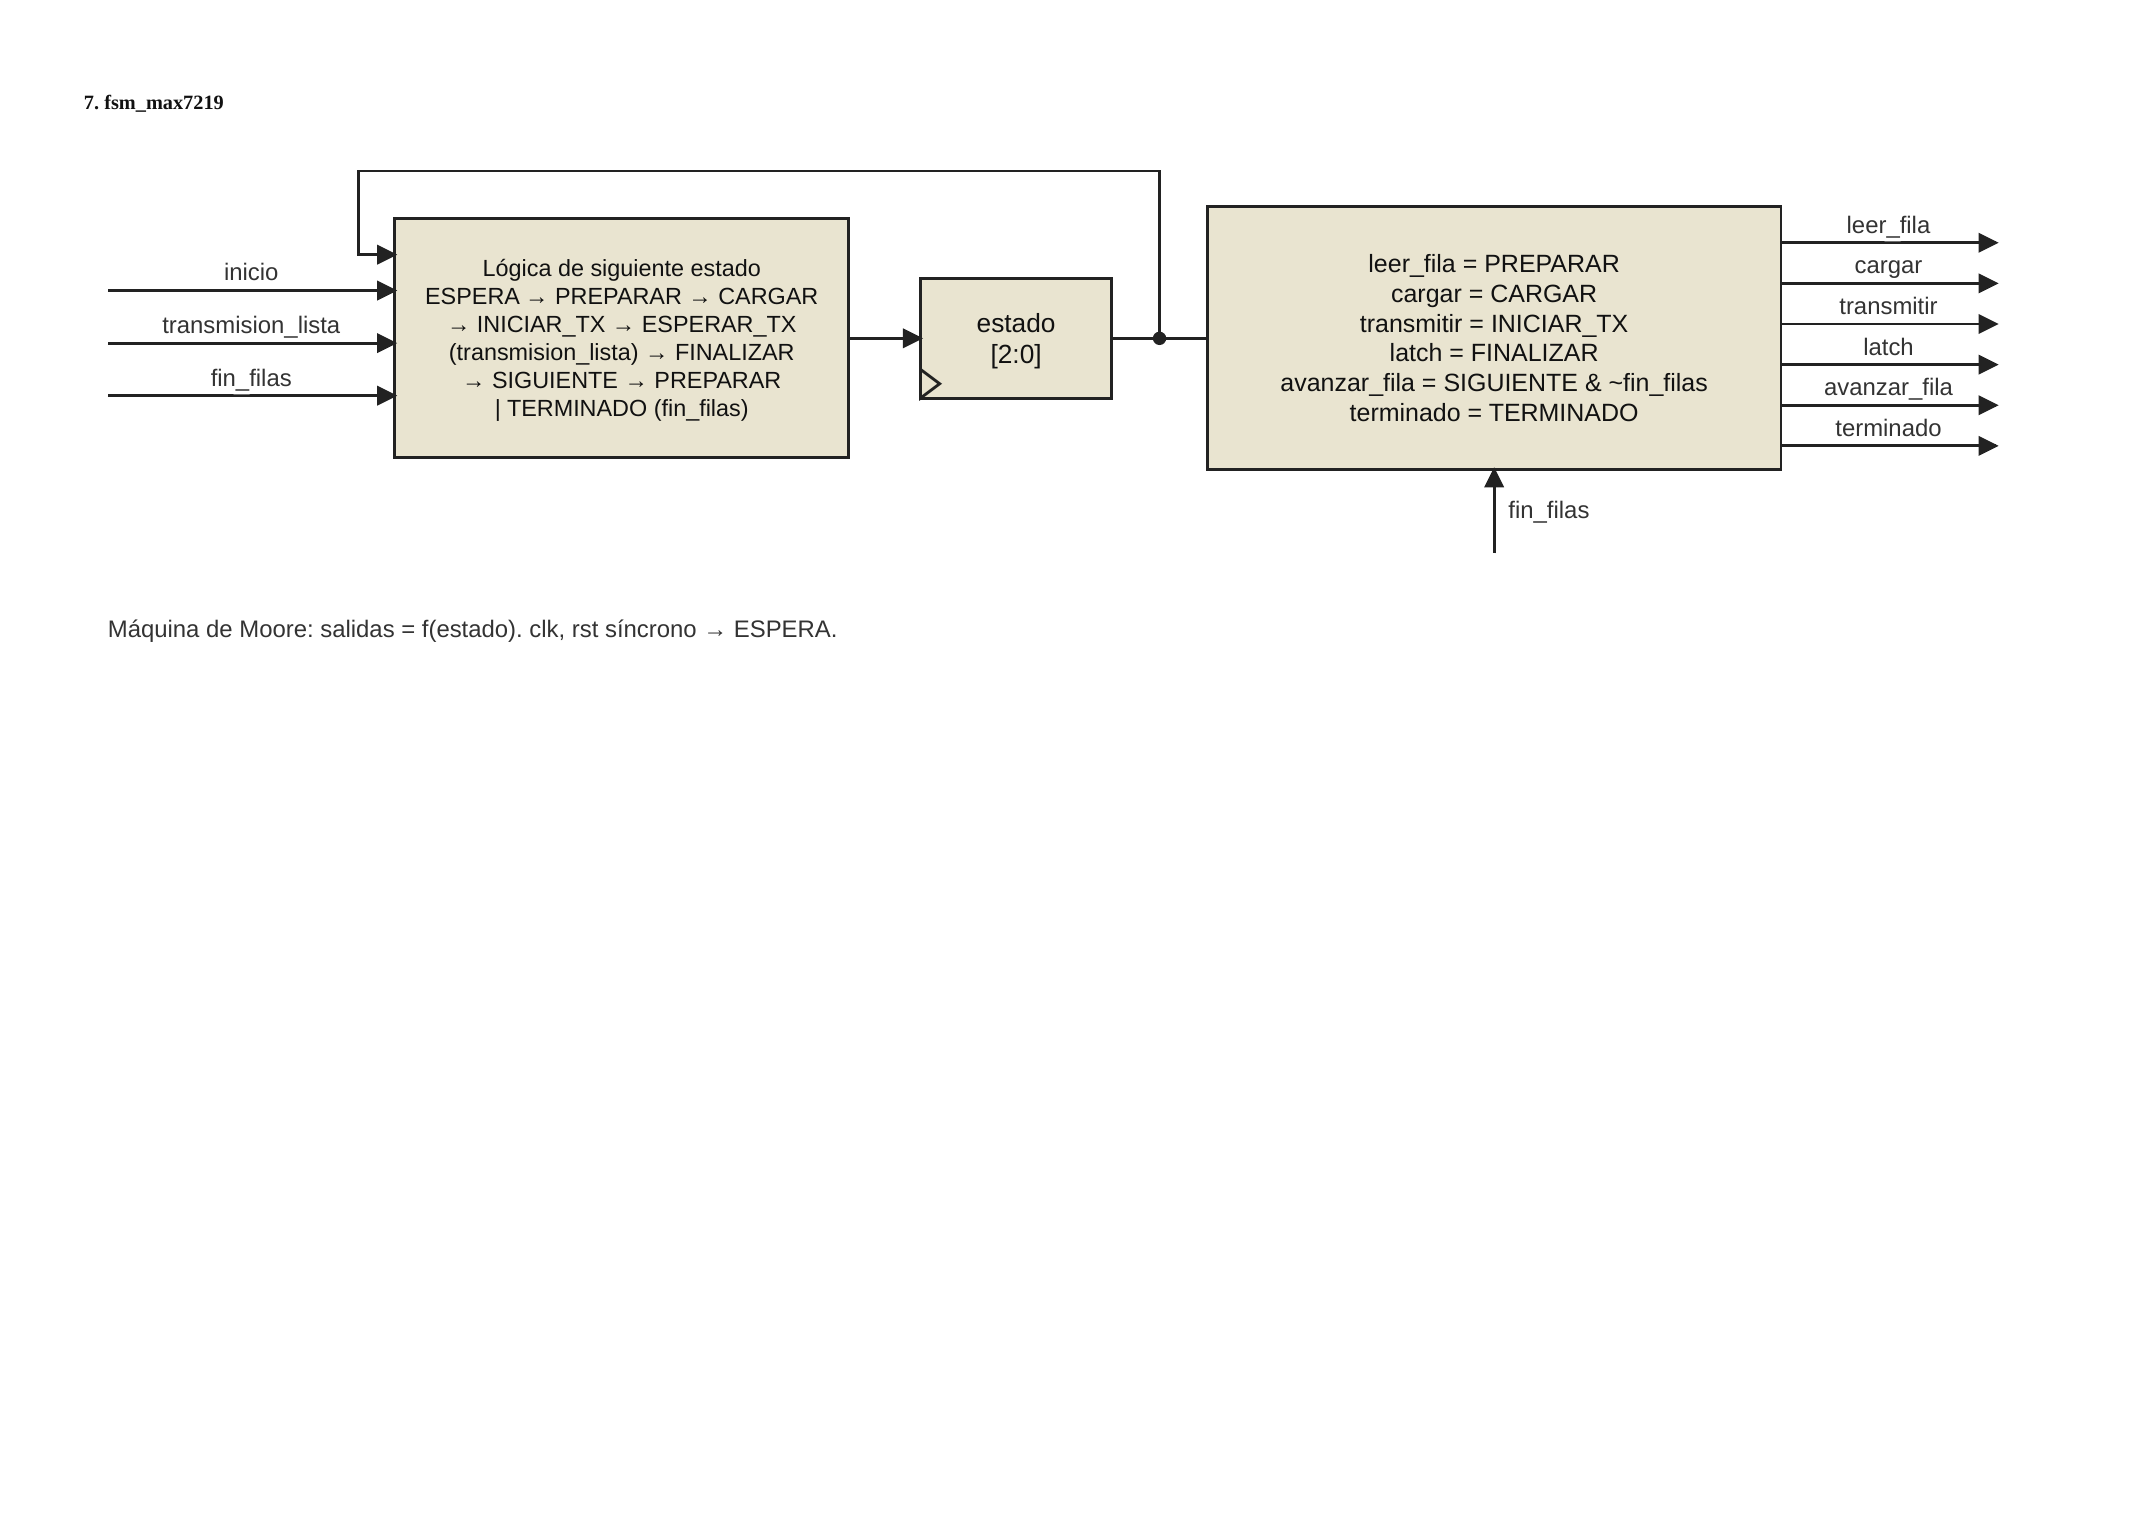 7. fsm_max7219
inicio
transmision_lista
fin_filas
Lógica de siguiente estado
ESPERA → PREPARAR → CARGAR
→ INICIAR_TX → ESPERAR_TX
(transmision_lista) → FINALIZAR
→ SIGUIENTE → PREPARAR
| TERMINADO (fin_filas)
estado
[2:0]
leer_fila = PREPARAR
cargar = CARGAR
transmitir = INICIAR_TX
latch = FINALIZAR
avanzar_fila = SIGUIENTE & ~fin_filas
terminado = TERMINADO
leer_fila
cargar
transmitir
latch
avanzar_fila
terminado
fin_filas
Máquina de Moore: salidas = f(estado). clk, rst síncrono → ESPERA.